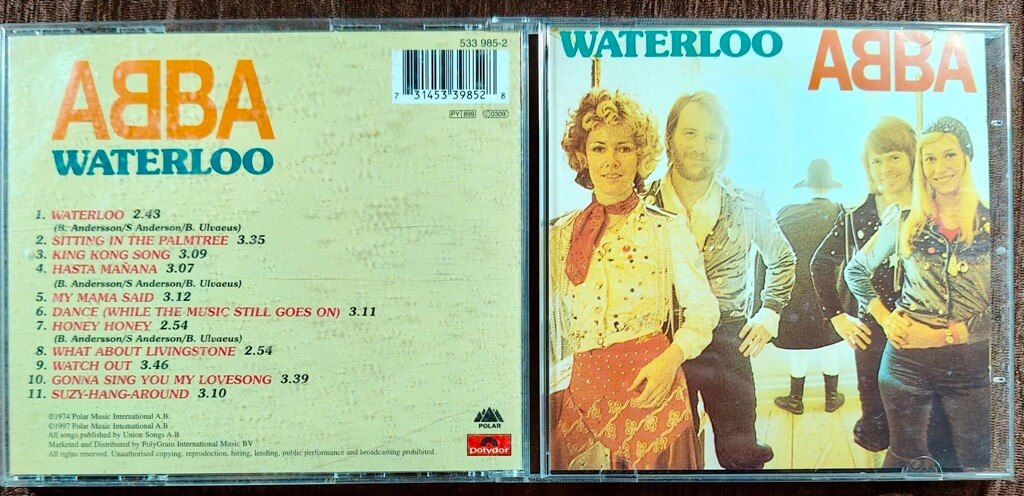 533 985-2
7 31453 39852 8
PY 899
0309
ABBA
WATERLOO
1. WATERLOO 2.43
(B. Andersson/S Anderson/B. Ulvaeus)
2. SITTING IN THE PALMTREE 3.35
3. KING KONG SONG 3.09
4. HASTA MAÑANA 3.07
(B. Andersson/S Anderson/B. Ulvaeus)
5. MY MAMA SAID 3.12
6. DANCE (WHILE THE MUSIC STILL GOES ON) 3.11
7. HONEY HONEY 2.54
(B. Andersson/S Anderson/B. Ulvaeus)
8. WHAT ABOUT LIVINGSTONE 2.54
9. WATCH OUT 3.46
10. GONNA SING YOU MY LOVESONG 3.39
11. SUZY-HANG-AROUND 3.10
℗1974 Polar Music International A.B.
©1997 Polar Music International A.B.
All songs published by Union Songs A.B.
Marketed and Distributed by PolyGram International Music BV
All rights reserved. Unauthorised copying, reproduction, hiring, lending, public performance and broadcasting prohibited.
POLAR
Polydor
WATERLOO
ABBA